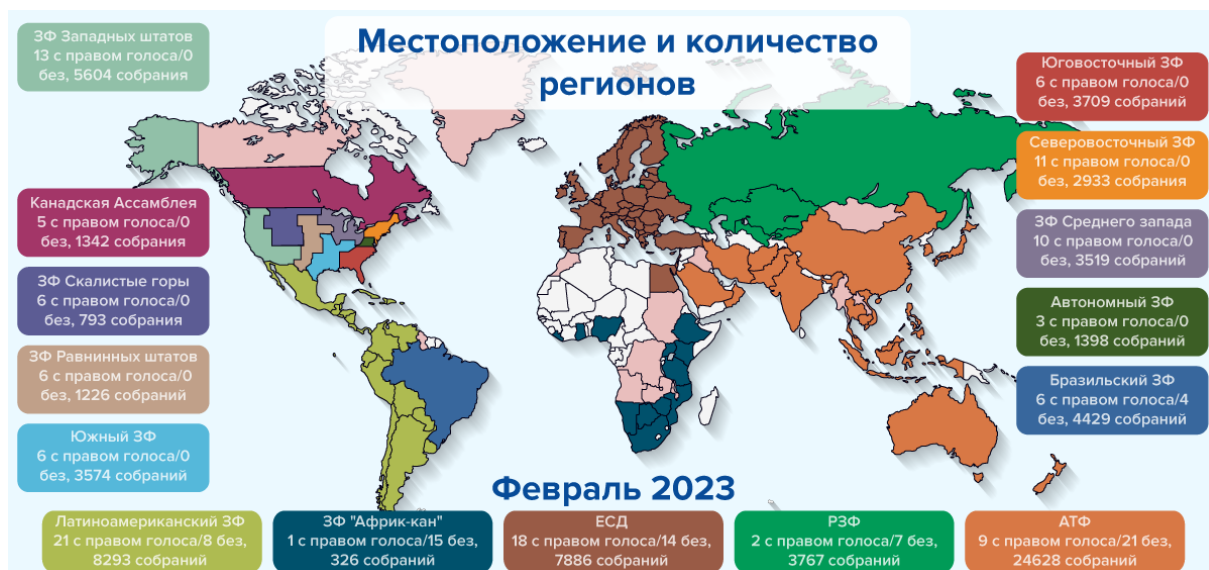 Местоположение и количество
регионов
ЗФ Западных штатов
13 с правом голоса/0
без, 5604 собрания
Канадская Ассамблея
5 с правом голоса/0
без, 1342 собрания
ЗФ Скалистые горы
6 с правом голоса/0
без, 793 собрания
ЗФ Равнинных штатов
6 с правом голоса/0
без, 1226 собраний
Южный ЗФ
6 с правом голоса/0
без, 3574 собраний
Юговосточный ЗФ
6 с правом голоса/0
без, 3709 собраний
Северовосточный ЗФ
11 с правом голоса/0
без, 2933 собрания
ЗФ Среднего запада
10 с правом голоса/0
без, 3519 собраний
Автономный ЗФ
3 с правом голоса/0
без, 1398 собраний
Бразильский ЗФ
6 с правом голоса/4
без, 4429 собраний
Февраль 2023
Латиноамериканский ЗФ
21 с правом голоса/8 без,
8293 собраний
ЗФ "Африк-кан"
1 с правом голоса/15 без,
326 собраний
ЕСД
18 с правом голоса/14 без,
7886 собраний
РЗФ
2 с правом голоса/7 без,
3767 собраний
АТФ
9 с правом голоса/21 без,
24628 собраний